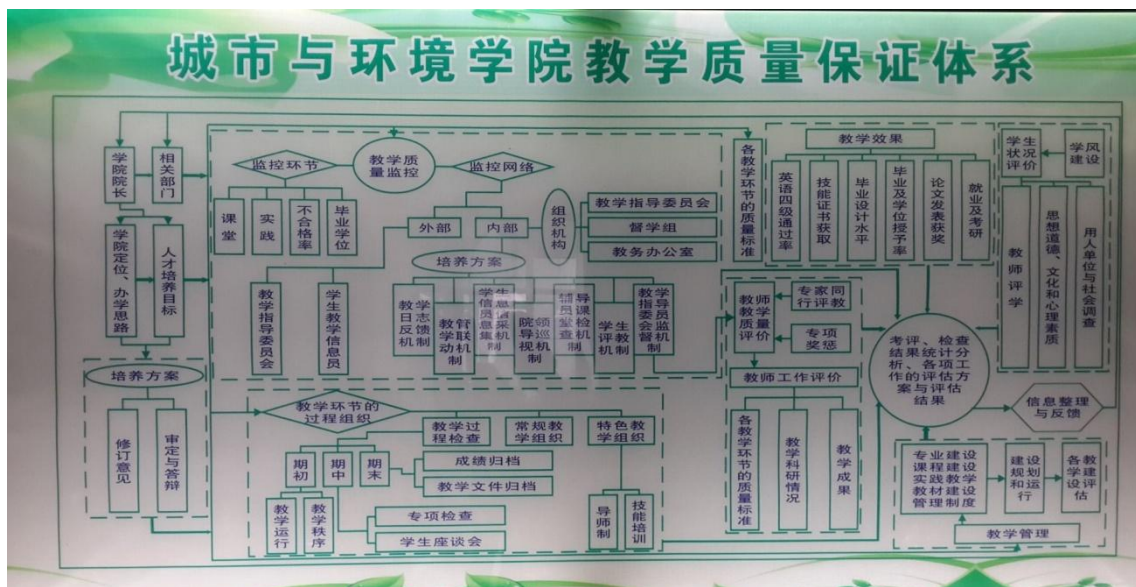 城市与环境学院教学质量保证体系
学院院长
相关部门
学院定位、办学思路
人才培养目标
培养方案
修订意见
审定与答辩
监控环节
教学质
量监控
监控网络
课堂
实践
不合格率
毕业学位
外部
内部
组织机构
教学指导委员会
督学组
教务办公室
培养方案
教学指导委员会
学生教学信息员
教学日志反馈机制
教学管理联动机制
学生信息员信息采集机制
院领导巡视机制
辅导员课堂检查机制
学生评教机制
教学指导委员会监督机制
各教学环节的质量标准
教学效果
英语四级通过率
技能证书获取
毕业设计水平
毕业及学位授予率
论文发表获奖
就业及考研
学生状况评价
学风
建设
教师评学
思想道德、文化和心理素质
用人单位与社会调查
教师教学质量评价
专家同
行评教
专项
奖惩
教师工作评价
各教学环节的质量标准
教学科研情况
教学成果
考评、检查
结果统计分
析、各项工
作的评估方
案与评估
结果
信息整理
与反馈
教学环节的
过程组织
教学过
程检查
常规教
学组织
特色教
学组织
期初
期中
期末
成绩归档
教学文件归档
教学运行
教学秩序
专项检查
学生座谈会
导师制
技能培训
专业建设
课程建设
实践教学
教材建设
管理制度
建设
规划
和运行
各教
学建
设评估
教学管理